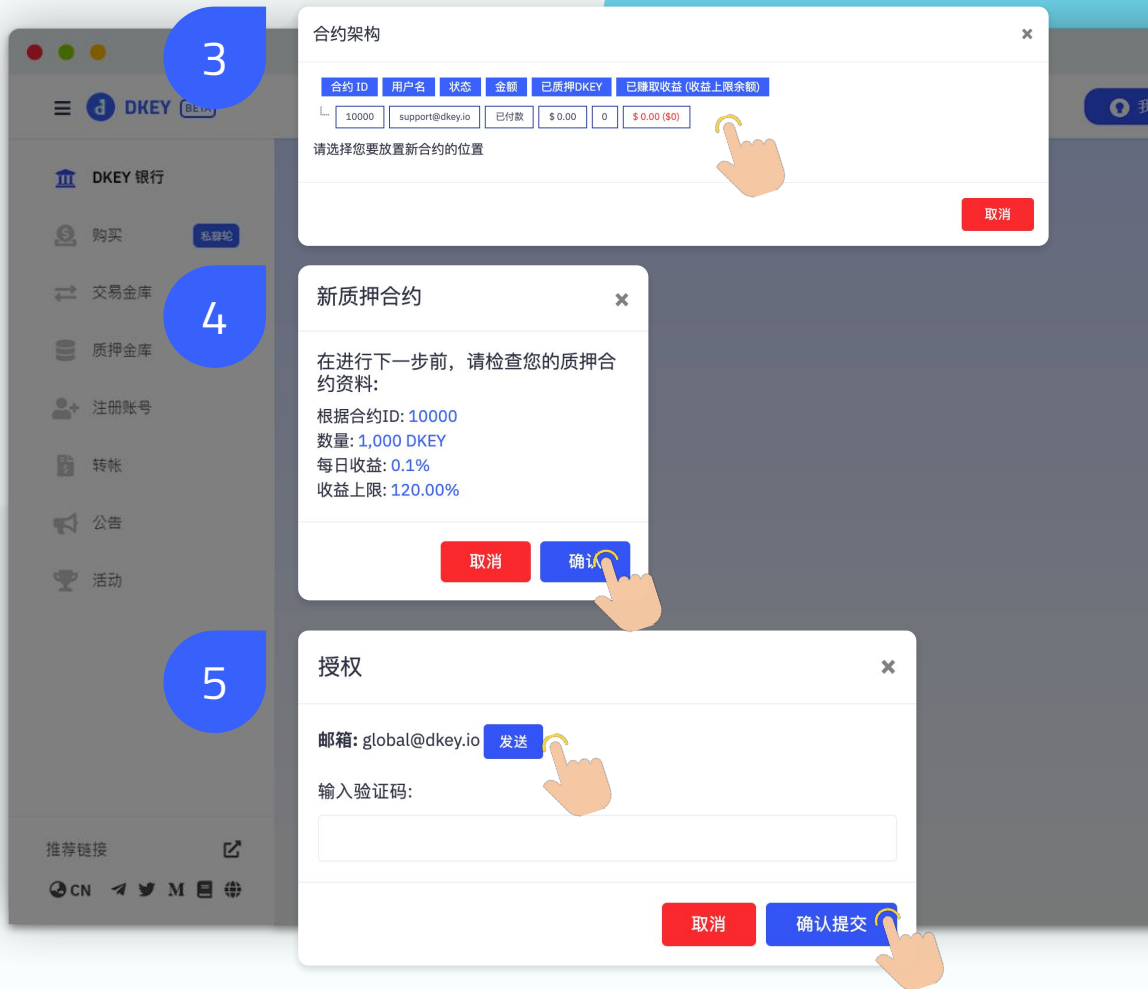 3
合约架构
合约 ID 用户名 状态 金额 已质押DKEY 已赚取收益 (收益上限余额)
10000 support@dkey.io 已付款 $ 0.00 0 $ 0.00 ($0)
请选择您要放置新合约的位置
取消
DKEY BETA
DKEY 银行
购买 私募轮
交易金库
质押金库
注册账号
转帐
公告
活动
推荐链接
CN
4
新质押合约
在进行下一步前，请检查您的质押合
约资料:
根据合约ID: 10000
数量: 1,000 DKEY
每日收益: 0.1%
收益上限: 120.00%
取消 确认
5
授权
邮箱: global@dkey.io 发送
输入验证码:
取消 确认提交